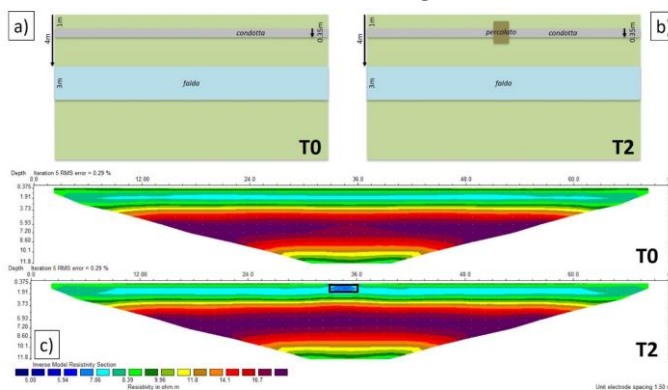 a)
1m
4m
condotta
0.35m
3m
falda
T0
b)
1m
4m
percolato
condotta
0.35m
3m
falda
T2
Depth Iteration 5 RMS error = 0.29 %
0.0 12.00 24.0 36.0 48.0 60.0
0.375
1.91
3.73
5.93
7.20
8.60
10.1
11.8
T0
Depth Iteration 5 RMS error = 0.29 %
0.0 12.00 24.0 36.0 48.0 60.0
0.375
1.91
3.73
5.93
7.20
8.60
10.1
11.8
c)
T2
Inverse Model Resistivity Section
5.00 5.94 7.06 8.39 9.96 11.8 14.1 16.7
Resistivity in ohm.m
Unit electrode spacing 1.50